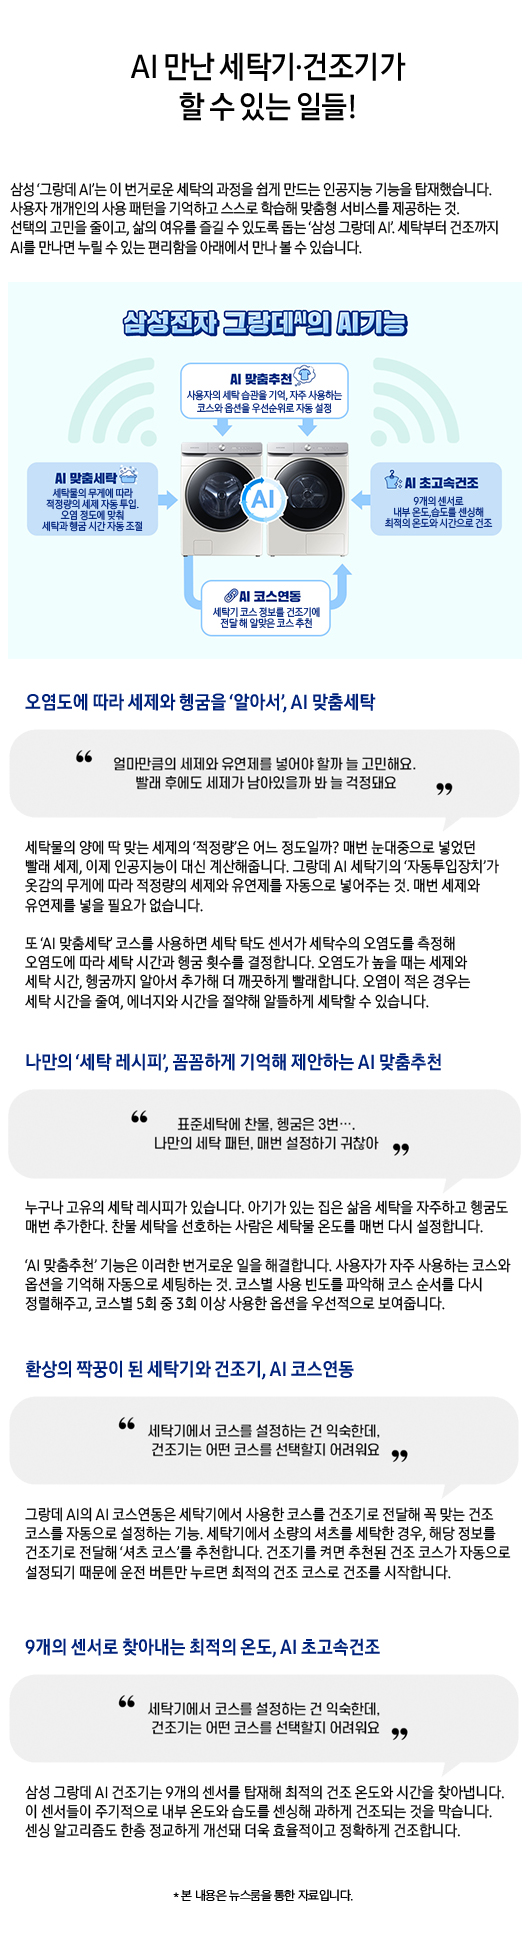 AI 만난 세탁기·건조기가
할 수 있는 일들!
삼성 '그랑데 AI'는 이 번거로운 세탁의 과정을 쉽게 만드는 인공지능 기능을 탑재했습니다.
사용자 개개인의 사용 패턴을 기억하고 스스로 학습해 맞춤형 서비스를 제공하는 것.
선택의 고민을 줄이고, 삶의 여유를 즐길 수 있도록 돕는 '삼성 그랑데 AI'. 세탁부터 건조까지
AI를 만나면 누릴 수 있는 편리함을 아래에서 만나 볼 수 있습니다.
삼성전자 그랑데AI의 AI기능
AI 맞춤추천
사용자의 세탁 습관을 기억, 자주 사용하는
코스와 옵션을 우선순위로 자동 설정
AI 맞춤세탁
세탁물의 무게에 따라
적정량의 세제 자동 투입.
오염 정도에 맞춰
세탁과 헹굼 시간 자동 조절
AI
AI 초고속건조
9개의 센서로
내부 온도,습도를 센싱해
최적의 온도와 시간으로 건조
AI 코스연동
세탁기 코스 정보를 건조기에
전달 해 알맞은 코스 추천
오염도에 따라 세제와 헹굼을 '알아서', AI 맞춤세탁
“ 얼마만큼의 세제와 유연제를 넣어야 할까 늘 고민해요.
빨래 후에도 세제가 남아있을까 봐 늘 걱정돼요 ”
세탁물의 양에 딱 맞는 세제의 '적정량'은 어느 정도일까? 매번 눈대중으로 넣었던
빨래 세제, 이제 인공지능이 대신 계산해줍니다. 그랑데 AI 세탁기의 '자동투입장치'가
옷감의 무게에 따라 적정량의 세제와 유연제를 자동으로 넣어주는 것. 매번 세제와
유연제를 넣을 필요가 없습니다.
또 'AI 맞춤세탁' 코스를 사용하면 세탁 탁도 센서가 세탁수의 오염도를 측정해
오염도에 따라 세탁 시간과 헹굼 횟수를 결정합니다. 오염도가 높을 때는 세제와
세탁 시간, 헹굼까지 알아서 추가해 더 깨끗하게 빨래합니다. 오염이 적은 경우는
세탁 시간을 줄여, 에너지와 시간을 절약해 알뜰하게 세탁할 수 있습니다.
나만의 '세탁 레시피', 꼼꼼하게 기억해 제안하는 AI 맞춤추천
“ 표준세탁에 찬물, 헹굼은 3번….
나만의 세탁 패턴, 매번 설정하기 귀찮아 ”
누구나 고유의 세탁 레시피가 있습니다. 아기가 있는 집은 삶음 세탁을 자주하고 헹굼도
매번 추가한다. 찬물 세탁을 선호하는 사람은 세탁물 온도를 매번 다시 설정합니다.
'AI 맞춤추천' 기능은 이러한 번거로운 일을 해결합니다. 사용자가 자주 사용하는 코스와
옵션을 기억해 자동으로 세팅하는 것. 코스별 사용 빈도를 파악해 코스 순서를 다시
정렬해주고, 코스별 5회 중 3회 이상 사용한 옵션을 우선적으로 보여줍니다.
환상의 짝꿍이 된 세탁기와 건조기, AI 코스연동
“ 세탁기에서 코스를 설정하는 건 익숙한데,
건조기는 어떤 코스를 선택할지 어려워요 ”
그랑데 AI의 AI 코스연동은 세탁기에서 사용한 코스를 건조기로 전달해 꼭 맞는 건조
코스를 자동으로 설정하는 기능. 세탁기에서 소량의 셔츠를 세탁한 경우, 해당 정보를
건조기로 전달해 '셔츠 코스'를 추천합니다. 건조기를 켜면 추천된 건조 코스가 자동으로
설정되기 때문에 운전 버튼만 누르면 최적의 건조 코스로 건조를 시작합니다.
9개의 센서로 찾아내는 최적의 온도, AI 초고속건조
“ 세탁기에서 코스를 설정하는 건 익숙한데,
건조기는 어떤 코스를 선택할지 어려워요 ”
삼성 그랑데 AI 건조기는 9개의 센서를 탑재해 최적의 건조 온도와 시간을 찾아냅니다.
이 센서들이 주기적으로 내부 온도와 습도를 센싱해 과하게 건조되는 것을 막습니다.
센싱 알고리즘도 한층 정교하게 개선돼 더욱 효율적이고 정확하게 건조합니다.
* 본 내용은 뉴스룸을 통한 자료입니다.